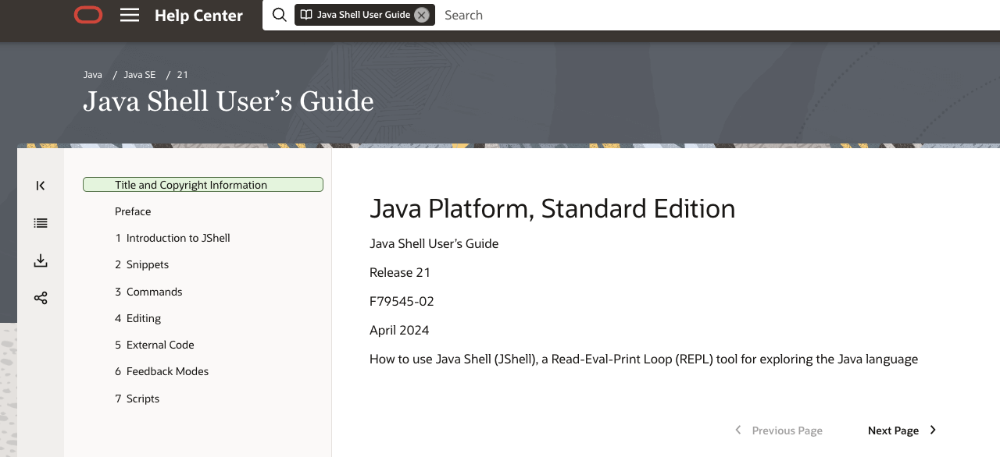 Help Center
Java Shell User Guide
Search
Java / Java SE / 21
Java Shell User’s Guide
Title and Copyright Information
Preface
1 Introduction to JShell
2 Snippets
3 Commands
4 Editing
5 External Code
6 Feedback Modes
7 Scripts
Java Platform, Standard Edition
Java Shell User’s Guide
Release 21
F79545-02
April 2024
How to use Java Shell (JShell), a Read-Eval-Print Loop (REPL) tool for exploring the Java language
Previous Page
Next Page